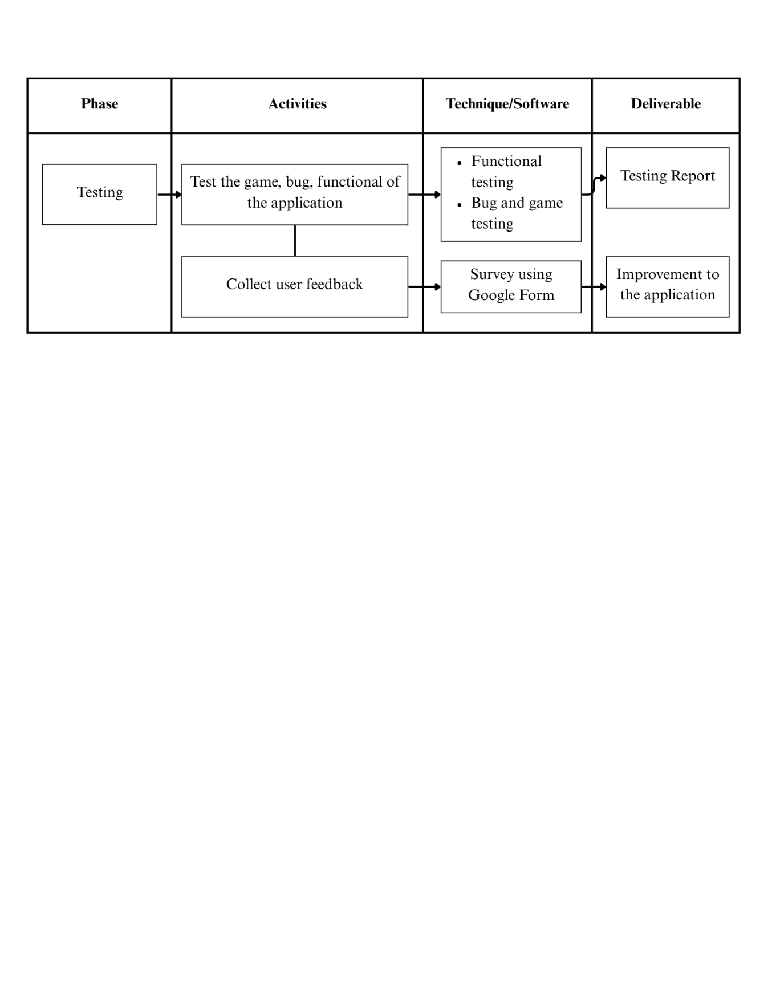 Phase
Activities
Technique/Software
Deliverable
Testing
Test the game, bug, functional of
the application
• Functional
testing
• Bug and game
testing
Testing Report
Collect user feedback
Survey using
Google Form
Improvement to
the application